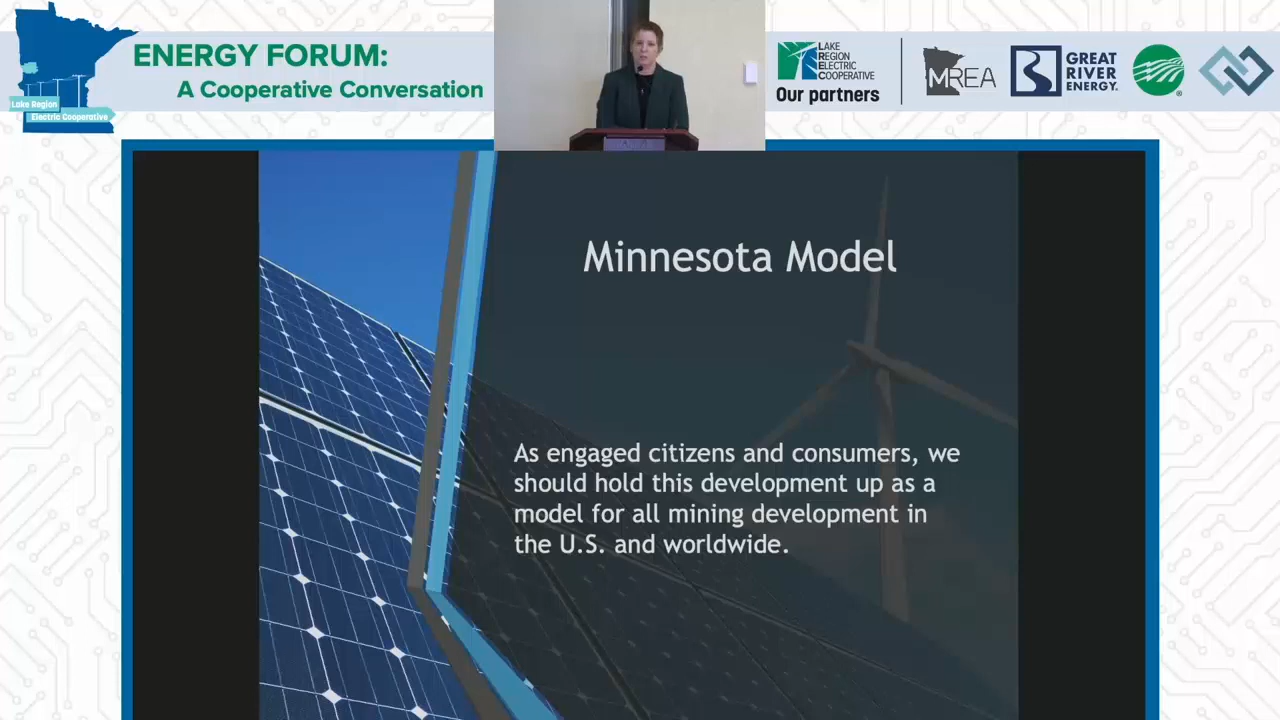 ENERGY FORUM:
A Cooperative Conversation
Lake Region
Electric Cooperative
LAKE
REGION
ELECTRIC
COOPERATIVE
Our partners
MREA
GREAT
RIVER
ENERGY.
Minnesota Model
As engaged citizens and consumers, we
should hold this development up as a
model for all mining development in
the U.S. and worldwide.